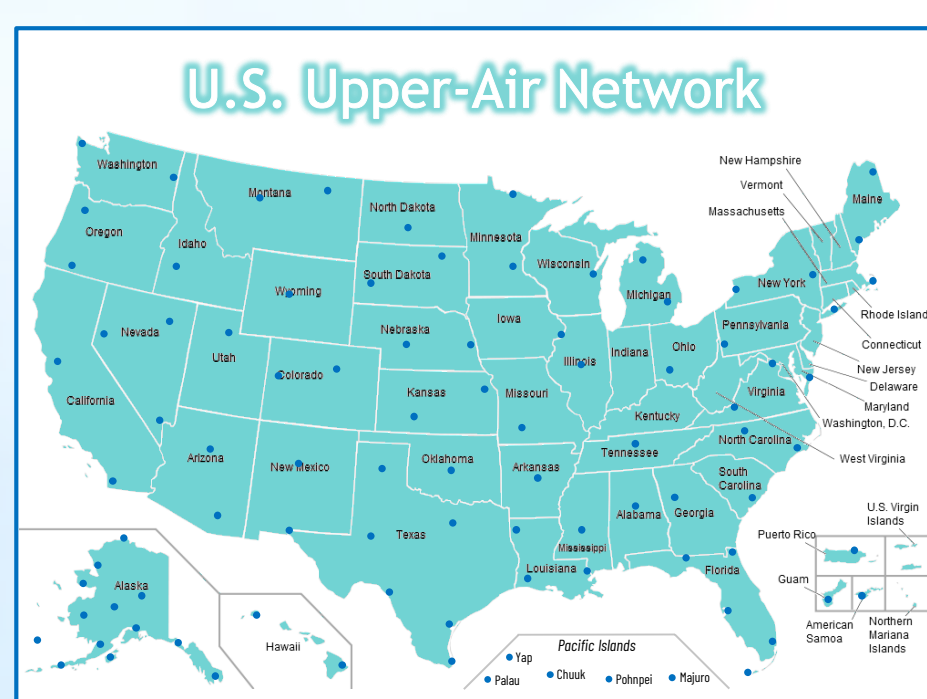 U.S. Upper-Air Network
New Hampshire
Vermont
Massachusetts
Washington
Montana
North Dakota
Minnesota
Maine
Oregon
Idaho
South Dakota
Wisconsin
Michigan
New York
Wyoming
Rhode Island
Nevada
Nebraska
Iowa
Pennsylvania
Utah
Colorado
Illinois
Indiana
Ohio
Connecticut
California
Kansas
Missouri
Kentucky
Virginia
New Jersey
Delaware
Maryland
Washington, D.C.
Arizona
New Mexico
Oklahoma
Arkansas
Tennessee
North Carolina
West Virginia
South
Carolina
Texas
Mississippi
Alabama
Georgia
Louisiana
Florida
U.S. Virgin
Islands
Puerto Rico
Guam
American
Samoa
Northern
Mariana
Islands
Alaska
Hawaii
Pacific Islands
Yap
Palau
Chuuk
Pohnpei
Majuro